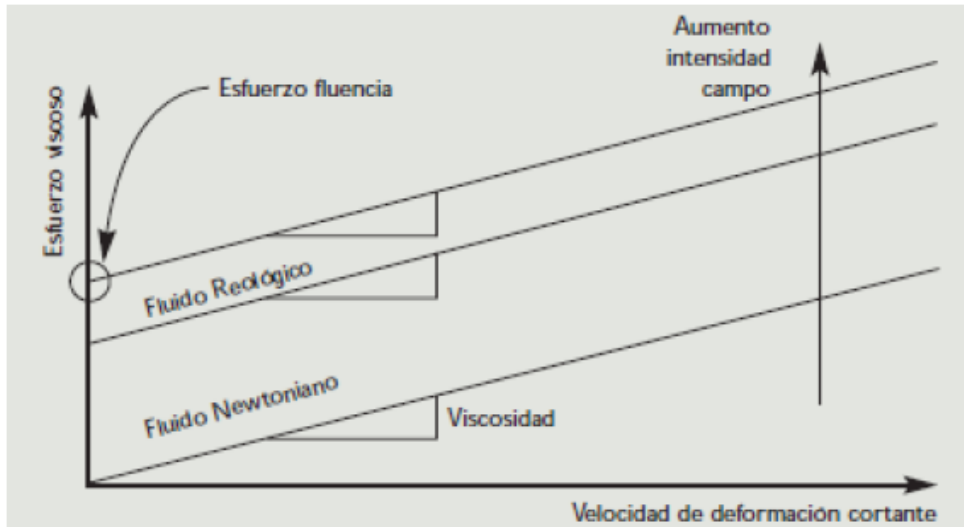 Aumento
intensidad
campo
Esfuerzo fluencia
Esfuerzo viscoso
Fluido Reológico
Fluido Newtoniano
Viscosidad
Velocidad de deformación cortante